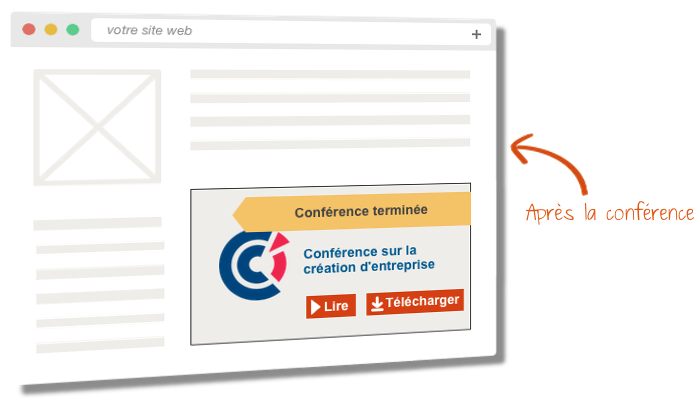 votre site web
Conférence terminée
Conférence sur la
création d'entreprise
Lire
Télécharger
Après la conférence